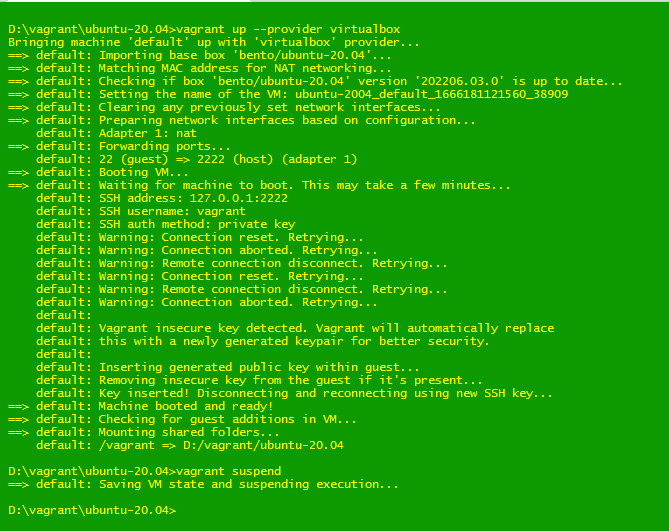 D:\vagrant\ubuntu-20.04>vagrant up --provider virtualbox
Bringing machine 'default' up with 'virtualbox' provider...
==> default: Importing base box 'bento/ubuntu-20.04'...
==> default: Matching MAC address for NAT networking...
==> default: Checking if box 'bento/ubuntu-20.04' version '202206.03.0' is up to date...
==> default: Setting the name of the VM: ubuntu-2004_default_1666181121560_38909
==> default: Clearing any previously set network interfaces...
==> default: Preparing network interfaces based on configuration...
    default: Adapter 1: nat
==> default: Forwarding ports...
    default: 22 (guest) => 2222 (host) (adapter 1)
==> default: Booting VM...
==> default: Waiting for machine to boot. This may take a few minutes...
    default: SSH address: 127.0.0.1:2222
    default: SSH username: vagrant
    default: SSH auth method: private key
    default: Warning: Connection reset. Retrying...
    default: Warning: Connection aborted. Retrying...
    default: Warning: Remote connection disconnect. Retrying...
    default: Warning: Connection reset. Retrying...
    default: Warning: Remote connection disconnect. Retrying...
    default: Warning: Connection aborted. Retrying...
    default:
    default: Vagrant insecure key detected. Vagrant will automatically replace
    default: this with a newly generated keypair for better security.
    default:
    default: Inserting generated public key within guest...
    default: Removing insecure key from the guest if it's present...
    default: Key inserted! Disconnecting and reconnecting using new SSH key...
==> default: Machine booted and ready!
==> default: Checking for guest additions in VM...
==> default: Mounting shared folders...
    default: /vagrant => D:/vagrant/ubuntu-20.04
D:\vagrant\ubuntu-20.04>vagrant suspend
==> default: Saving VM state and suspending execution...
D:\vagrant\ubuntu-20.04>